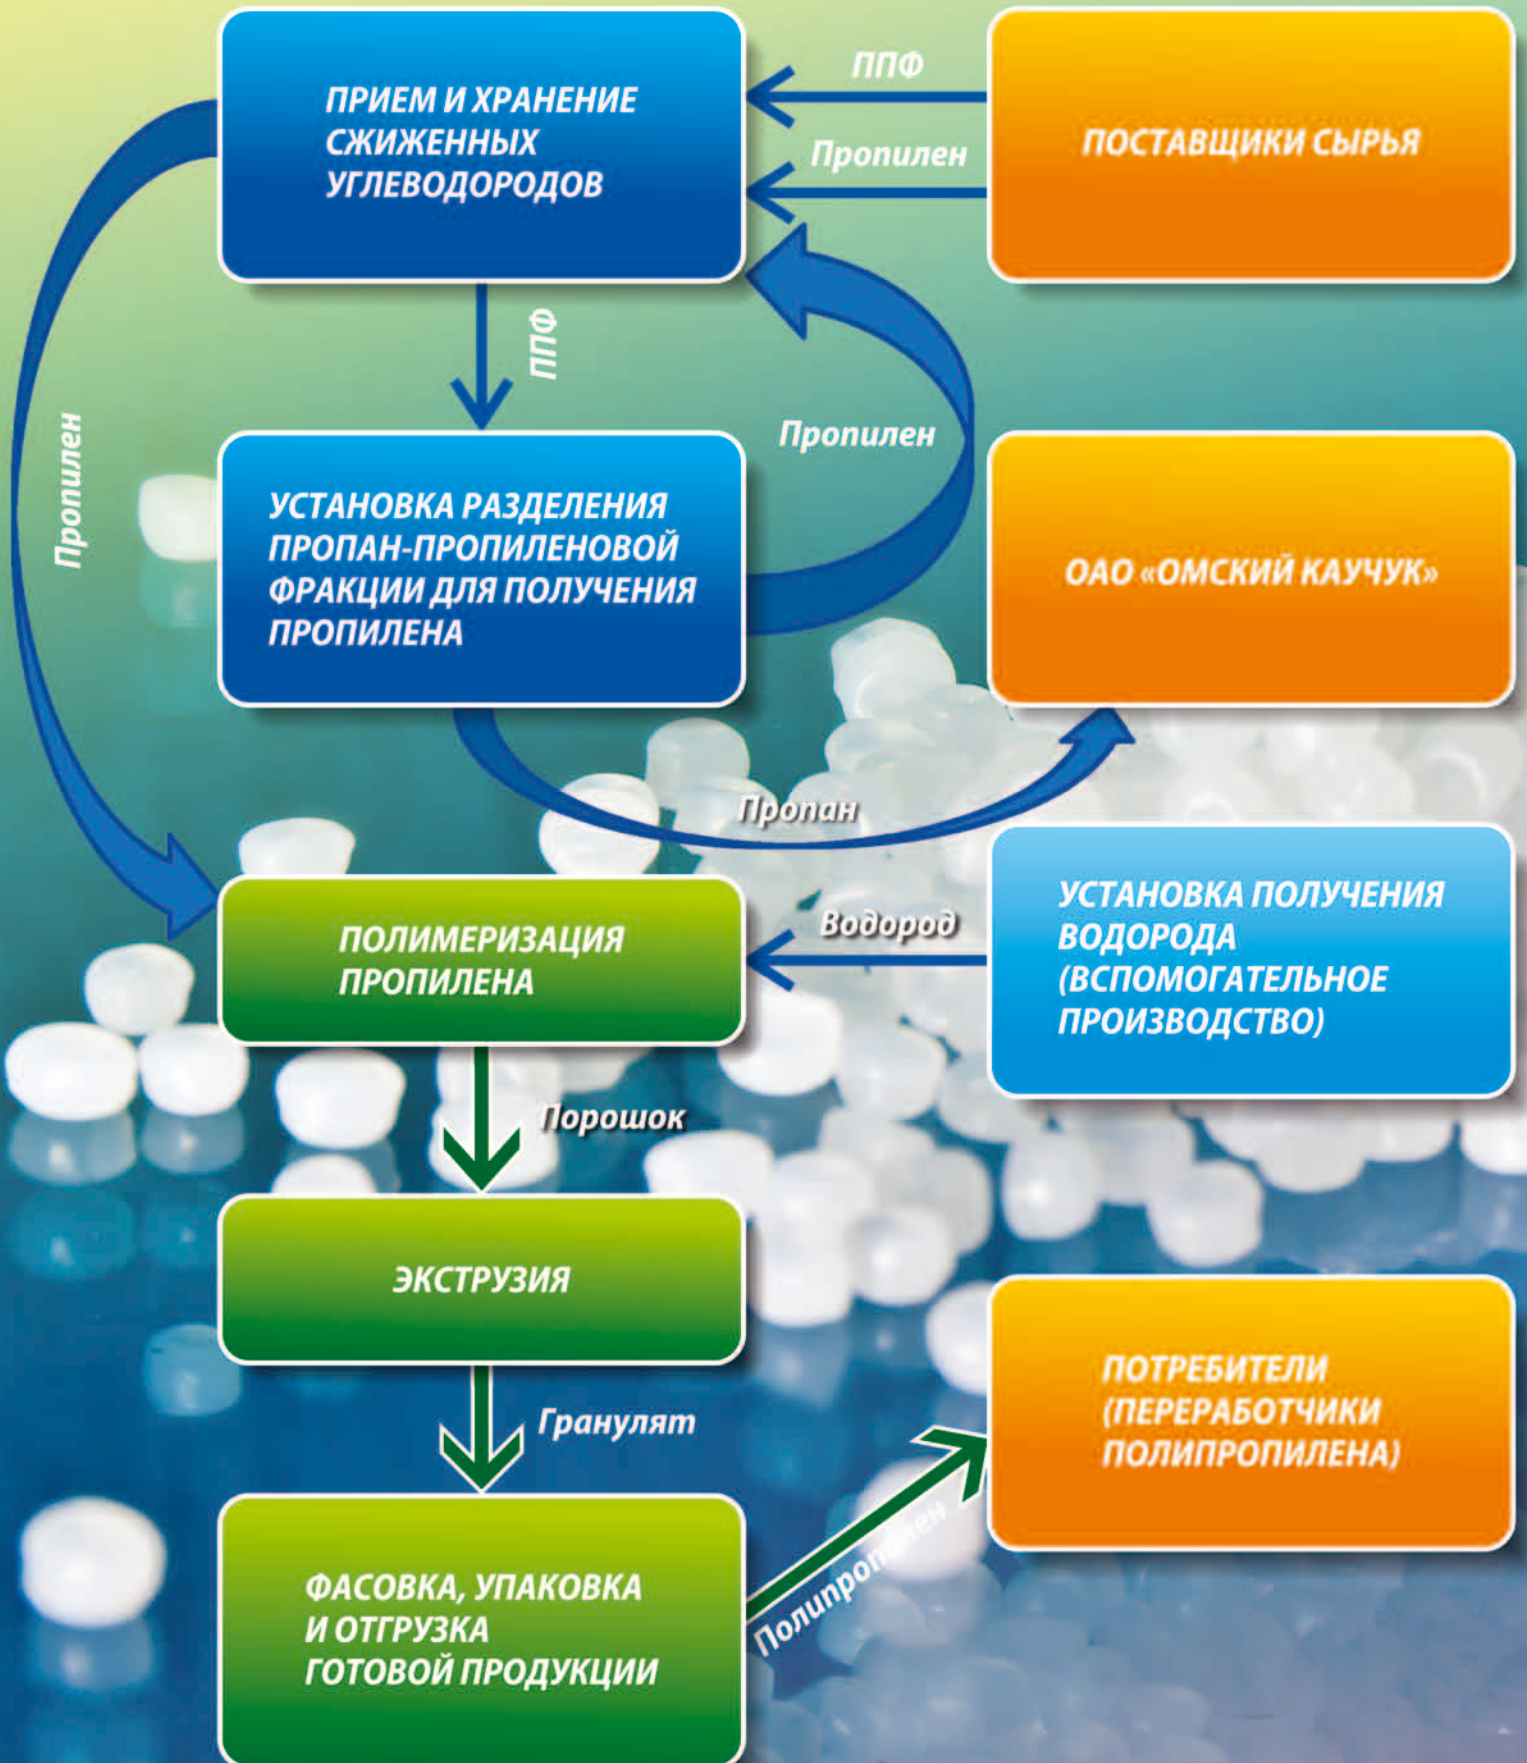 ПРИЕМ И ХРАНЕНИЕ
СЖИЖЕННЫХ
УГЛЕВОДОРОДОВ
ППФ
Пропилен
ПОСТАВЩИКИ СЫРЬЯ
ППФ
Пропилен
Пропилен
УСТАНОВКА РАЗДЕЛЕНИЯ
ПРОПАН-ПРОПИЛЕНОВОЙ
ФРАКЦИИ ДЛЯ ПОЛУЧЕНИЯ
ПРОПИЛЕНА
ОАО «ОМСКИЙ КАУЧУК»
Пропан
ПОЛИМЕРИЗАЦИЯ
ПРОПИЛЕНА
Водород
УСТАНОВКА ПОЛУЧЕНИЯ
ВОДОРОДА
(ВСПОМОГАТЕЛЬНОЕ
ПРОИЗВОДСТВО)
Порошок
ЭКСТРУЗИЯ
Гранулят
ПОТРЕБИТЕЛИ
(ПЕРЕРАБОТЧИКИ
ПОЛИПРОПИЛЕНА)
Полипропилен
ФАСОВКА, УПАКОВКА
И ОТГРУЗКА
ГОТОВОЙ ПРОДУКЦИИ